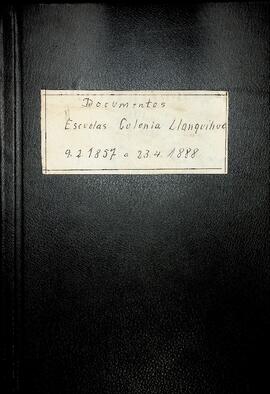 Documentos
Escuelas Colonia Llanquihue
9.2.1857 a 23.4.1888